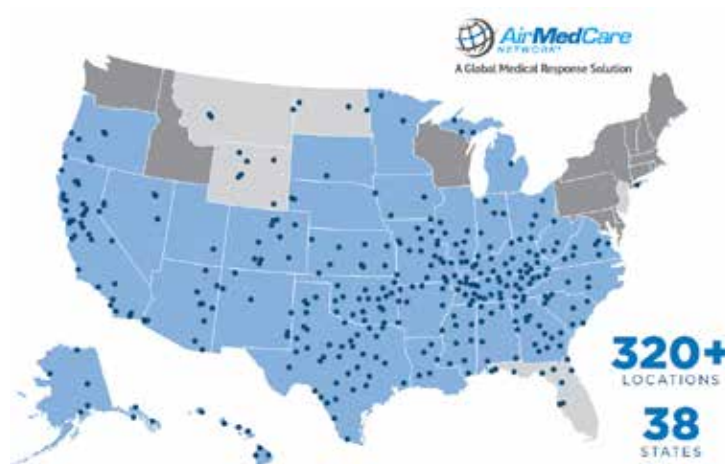 AirMedCare
NETWORK
A Global Medical Response Solution
320+
LOCATIONS
38
STATES